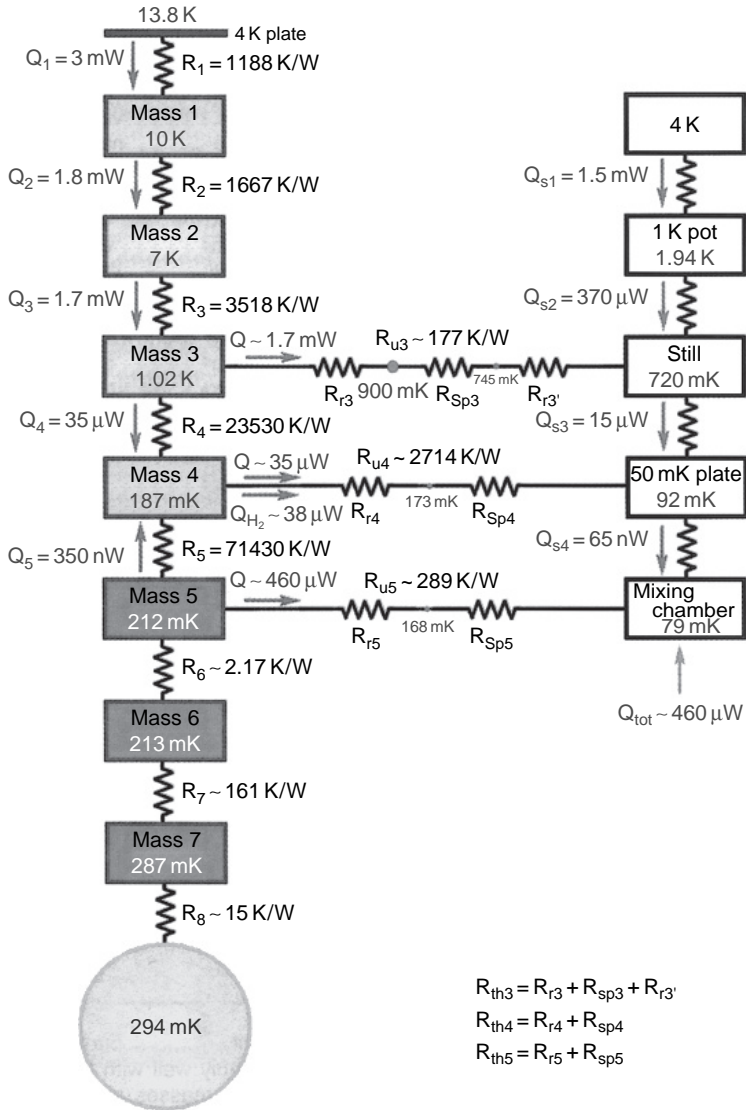 13.8 K
4 K plate
Q1 = 3 mW
R1 = 1188 K/W
Mass 1
10 K
4 K
Q2 = 1.8 mW
R2 = 1667 K/W
Qs1 = 1.5 mW
Mass 2
7 K
1 K pot
1.94 K
Q3 = 1.7 mW
R3 = 3518 K/W
Qs2 = 370 µW
Mass 3
1.02 K
Q ~ 1.7 mW
Ru3 ~ 177 K/W
Rr3
900 mK
RSp3
745 mK
Rr3'
Still
720 mK
Q4 = 35 µW
R4 = 23530 K/W
Qs3 = 15 µW
Mass 4
187 mK
Q ~ 35 µW
QH2 ~ 38 µW
Ru4 ~ 2714 K/W
Rr4
173 mK
RSp4
50 mK plate
92 mK
Q5 = 350 nW
R5 = 71430 K/W
Qs4 = 65 nW
Mass 5
212 mK
Q ~ 460 µW
Ru5 ~ 289 K/W
Rr5
168 mK
RSp5
Mixing
chamber
79 mK
R6 ~ 2.17 K/W
Qtot ~ 460 µW
Mass 6
213 mK
R7 ~ 161 K/W
Mass 7
287 mK
R8 ~ 15 K/W
294 mK
Rth3 = Rr3 + Rsp3 + Rr3'
Rth4 = Rr4 + Rsp4
Rth5 = Rr5 + Rsp5